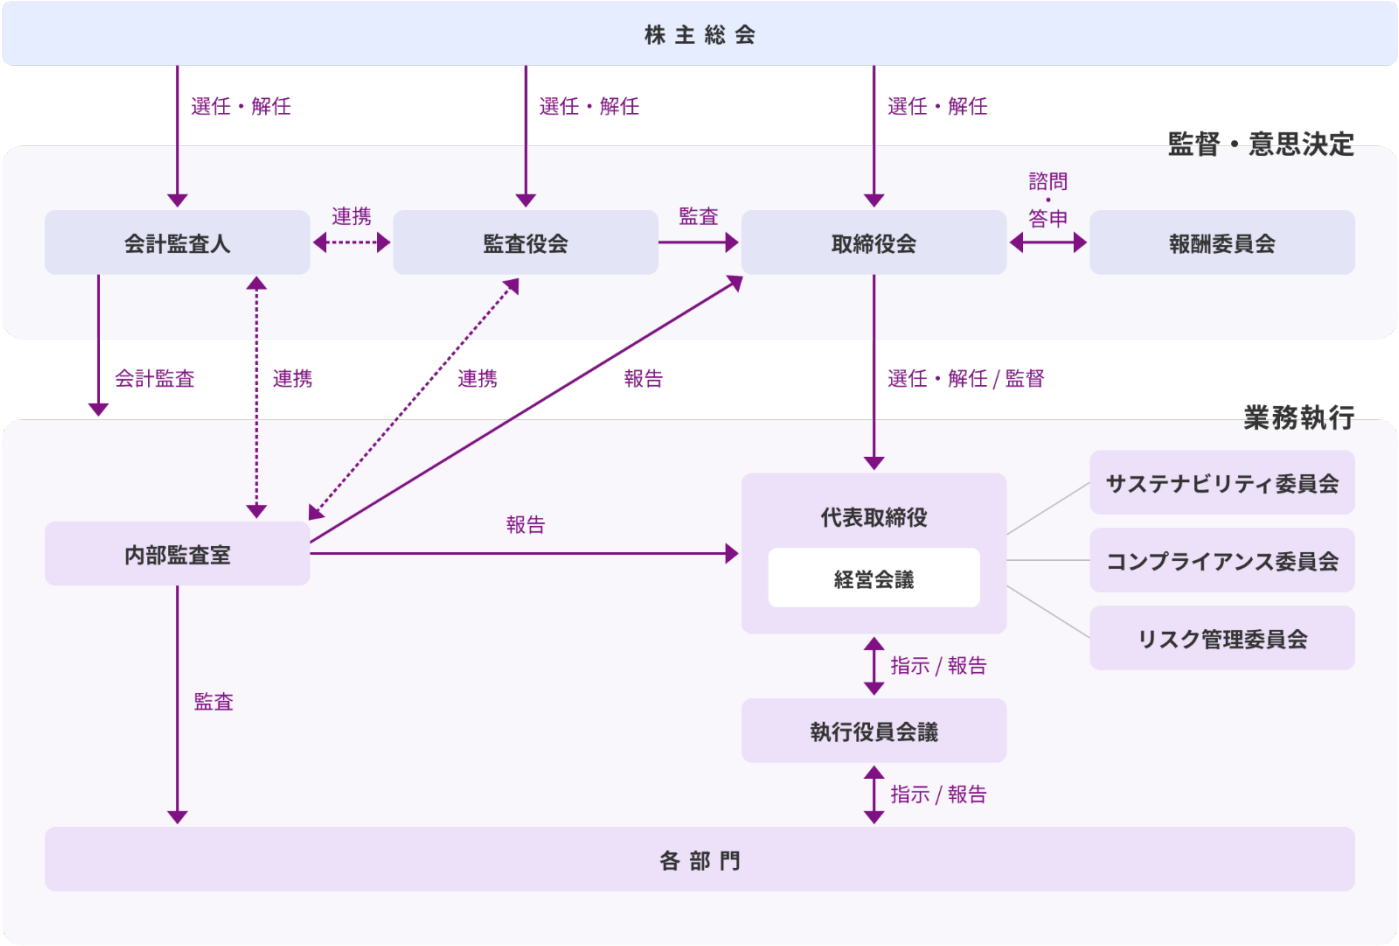 株主総会
選任・解任
選任・解任
選任・解任
監督・意思決定
諮問
・
答申
会計監査人
連携
監査役会
監査
取締役会
報酬委員会
会計監査
連携
連携
報告
選任・解任 / 監督
業務執行
サステナビリティ委員会
代表取締役
経営会議
コンプライアンス委員会
リスク管理委員会
内部監査室
報告
指示 / 報告
監査
執行役員会議
指示 / 報告
各部門